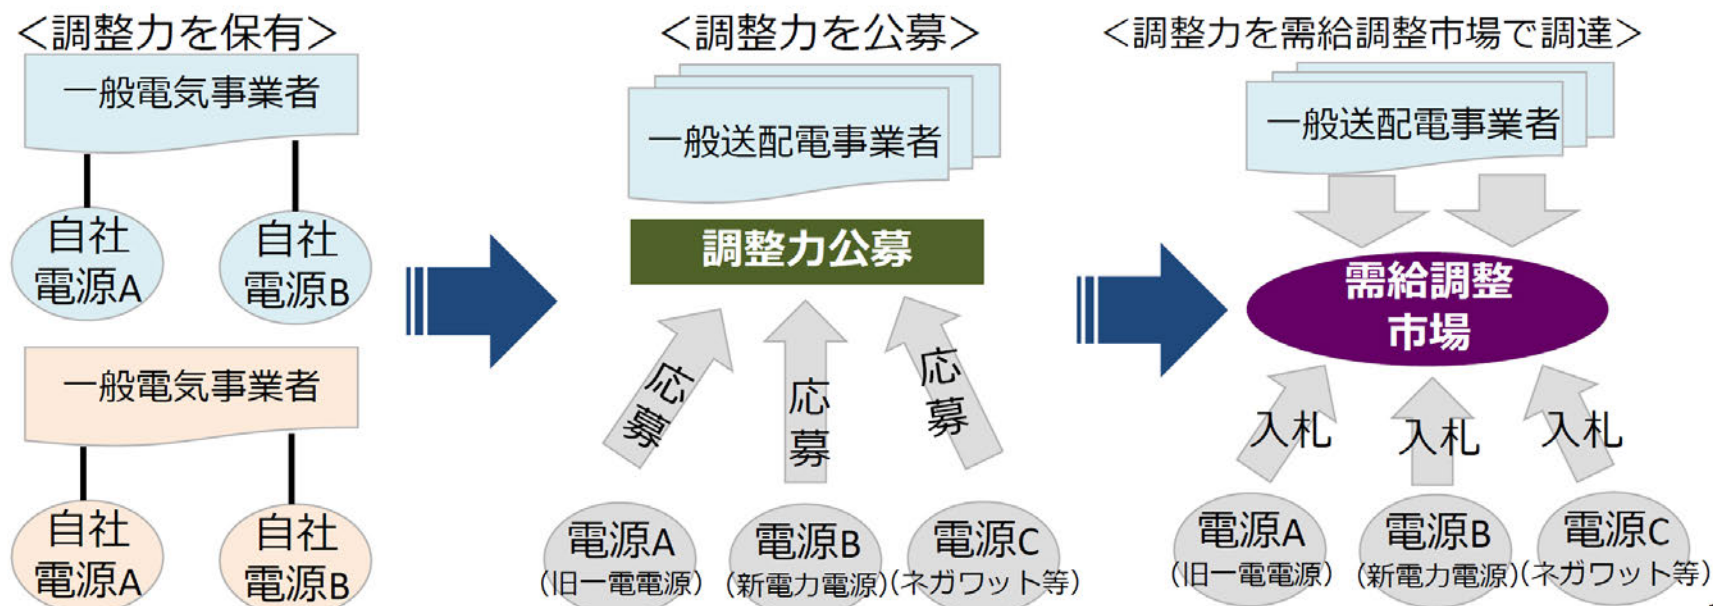 ＜調整力を保有＞
一般電気事業者
自社
電源A
自社
電源B
一般電気事業者
自社
電源A
自社
電源B
＜調整力を公募＞
一般送配電事業者
調整力公募
応募
応募
応募
電源A
(旧一電電源)
電源B
(新電力電源)
電源C
(ネガワット等)
＜調整力を需給調整市場で調達＞
一般送配電事業者
需給調整
市場
入札
入札
入札
電源A
(旧一電電源)
電源B
(新電力電源)
電源C
(ネガワット等)